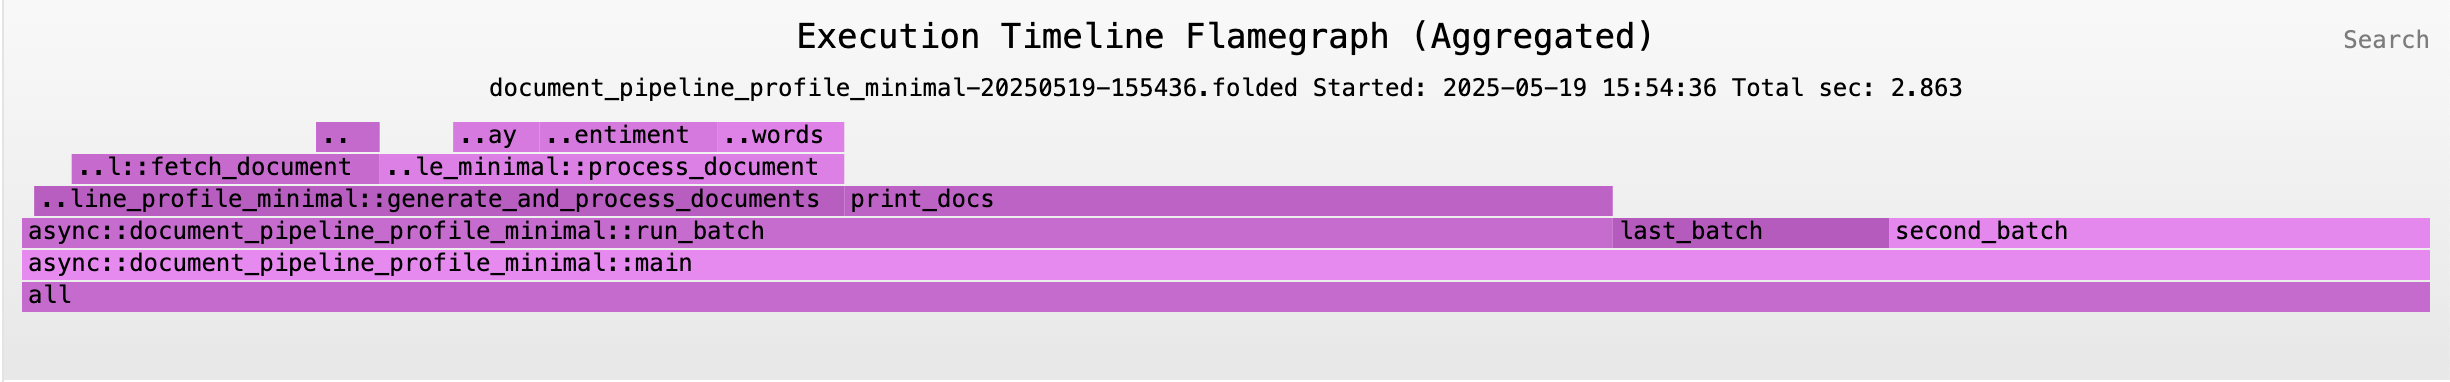 Execution Timeline Flamegraph (Aggregated)
Search
document_pipeline_profile_minimal-20250519-155436.folded Started: 2025-05-19 15:54:36 Total sec: 2.863
.. ..ay ..entiment ..words
..l::fetch_document ..le_minimal::process_document
..line_profile_minimal::generate_and_process_documents print_docs
async::document_pipeline_profile_minimal::run_batch last_batch second_batch
async::document_pipeline_profile_minimal::main
all